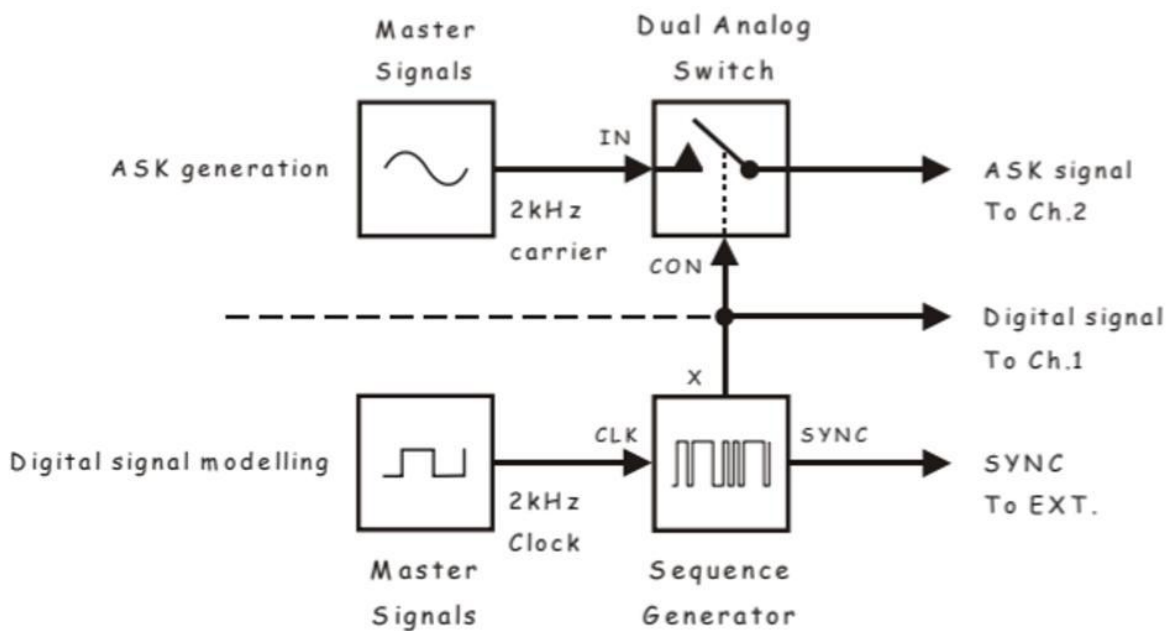 Master
Signals
Dual Analog
Switch
ASK generation
IN
2kHz
carrier
CON
ASK signal
To Ch.2
Digital signal
To Ch.1
X
Digital signal modelling
CLK
2kHz
Clock
SYNC
SYNC
To EXT.
Master
Signals
Sequence
Generator